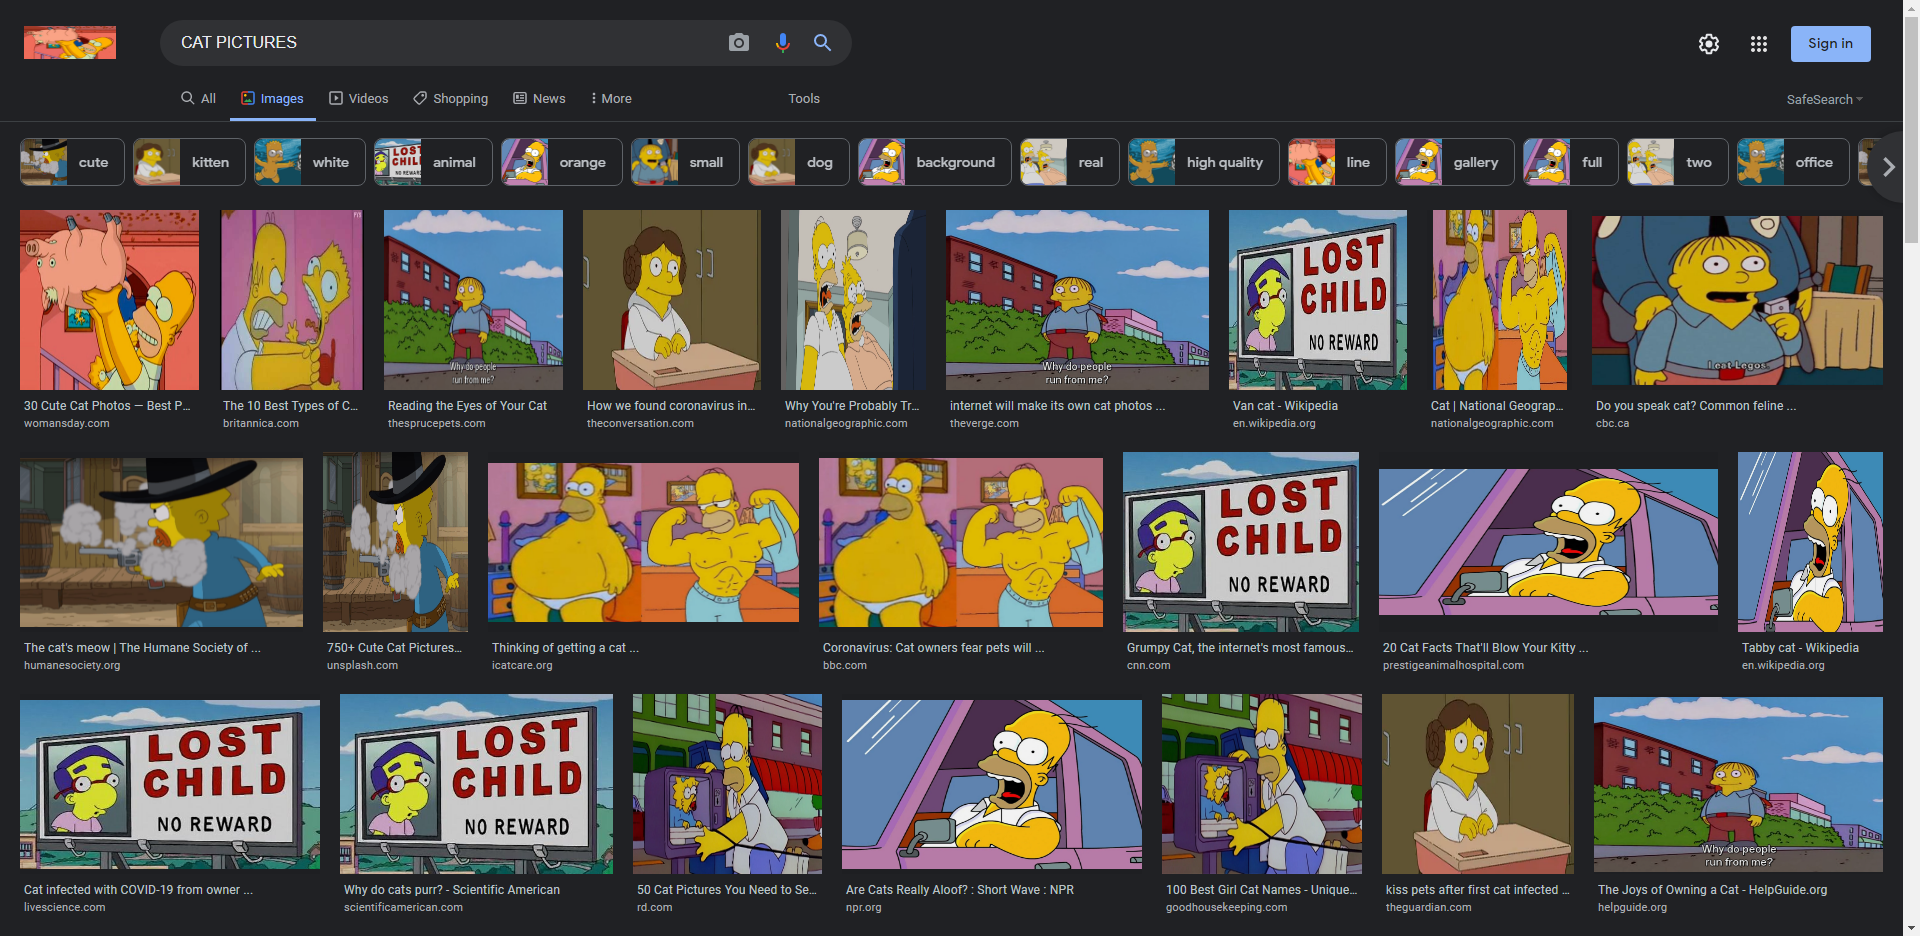 CAT PICTURES
Sign in
All
Images
Videos
Shopping
News
More
Tools
SafeSearch
cute
kitten
white
animal
orange
small
dog
background
real
high quality
line
gallery
full
two
office
LOST
CHIL
NO REWARD
Why do people
run from me?
Why do people
run from me?
LOST
CHILD
NO REWARD
I eat Legos.
30 Cute Cat Photos — Best P...
womansday.com
The 10 Best Types of C...
britannica.com
Reading the Eyes of Your Cat
thesprucepets.com
How we found coronavirus in...
theconversation.com
Why You're Probably Tr...
nationalgeographic.com
internet will make its own cat photos ...
theverge.com
Van cat - Wikipedia
en.wikipedia.org
Cat | National Geograp...
nationalgeographic.com
Do you speak cat? Common feline ...
cbc.ca
LOST
CHILD
NO REWARD
The cat's meow | The Humane Society of ...
humanesociety.org
750+ Cute Cat Pictures...
unsplash.com
Thinking of getting a cat ...
icatcare.org
Coronavirus: Cat owners fear pets will ...
bbc.com
Grumpy Cat, the internet's most famous...
cnn.com
20 Cat Facts That'll Blow Your Kitty ...
prestigeanimalhospital.com
Tabby cat - Wikipedia
en.wikipedia.org
LOST
CHILD
NO REWARD
LOST
CHILD
NO REWARD
Why do people
run from me?
Cat infected with COVID-19 from owner ...
livescience.com
Why do cats purr? - Scientific American
scientificamerican.com
50 Cat Pictures You Need to Se...
rd.com
Are Cats Really Aloof? : Short Wave : NPR
npr.org
100 Best Girl Cat Names - Unique...
goodhousekeeping.com
kiss pets after first cat infected ...
theguardian.com
The Joys of Owning a Cat - HelpGuide.org
helpguide.org